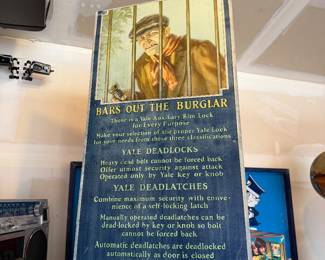 BARS OUT THE BURGLAR
There is a Yale Auxiliary Rim Lock
for Every Purpose
Make your selection of the proper Yale Lock
for your needs from these three classifications
YALE DEADLOCKS
Heavy dead bolt cannot be forced back
Offer utmost security against attack
Operated only by Yale key or knob
YALE DEADLATCHES
Combine maximum security with conve-
nience of a self-locking latch
Manually operated deadlatches can be
dead-locked by key or knob so bolt
cannot be forced back
Automatic deadlatches are deadlocked
automatically as door is closed